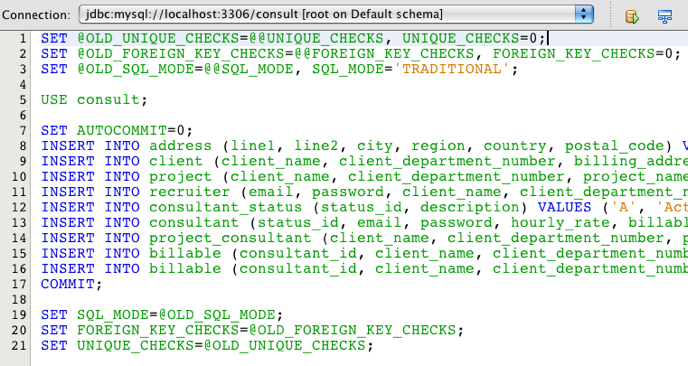 Connection: jdbc:mysql://localhost:3306/consult [root on Default schema]
1 SET @OLD_UNIQUE_CHECKS=@@UNIQUE_CHECKS, UNIQUE_CHECKS=0;
2 SET @OLD_FOREIGN_KEY_CHECKS=@@FOREIGN_KEY_CHECKS, FOREIGN_KEY_CHECKS=0;
3 SET @OLD_SQL_MODE=@@SQL_MODE, SQL_MODE='TRADITIONAL';
4
5 USE consult;
6
7 SET AUTOCOMMIT=0;
8 INSERT INTO address (line1, line2, city, region, country, postal_code) V
9 INSERT INTO client (client_name, client_department_number, billing_addre
10 INSERT INTO project (client_name, client_department_number, project_name
11 INSERT INTO recruiter (email, password, client_name, client_department_n
12 INSERT INTO consultant_status (status_id, description) VALUES ('A', 'Act
13 INSERT INTO consultant (status_id, email, password, hourly_rate, billabl
14 INSERT INTO project_consultant (client_name, client_department_number, p
15 INSERT INTO billable (consultant_id, client_name, client_department_numb
16 INSERT INTO billable (consultant_id, client_name, client_department_numb
17 COMMIT;
18
19 SET SQL_MODE=@OLD_SQL_MODE;
20 SET FOREIGN_KEY_CHECKS=@OLD_FOREIGN_KEY_CHECKS;
21 SET UNIQUE_CHECKS=@OLD_UNIQUE_CHECKS;